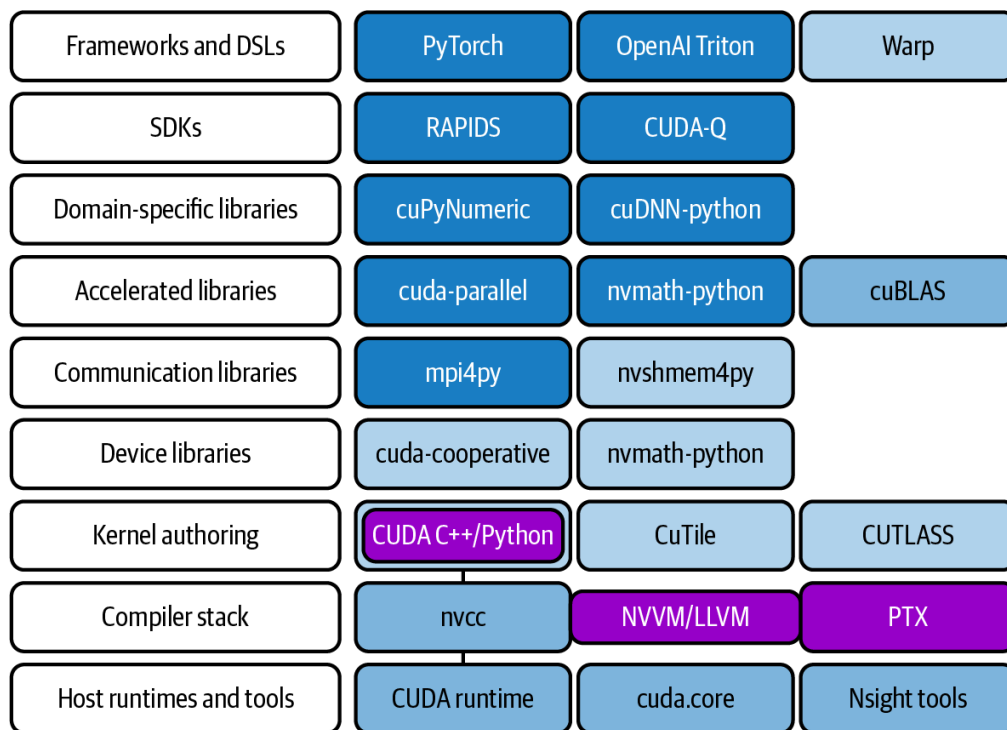 Frameworks and DSLs PyTorch OpenAI Triton Warp
SDKs RAPIDS CUDA-Q
Domain-specific libraries cuPyNumeric cuDNN-python
Accelerated libraries cuda-parallel nvmath-python cuBLAS
Communication libraries mpi4py nvshmem4py
Device libraries cuda-cooperative nvmath-python
Kernel authoring CUDA C++/Python CuTile CUTLASS
Compiler stack nvcc NVVM/LLVM PTX
Host runtimes and tools CUDA runtime cuda.core Nsight tools